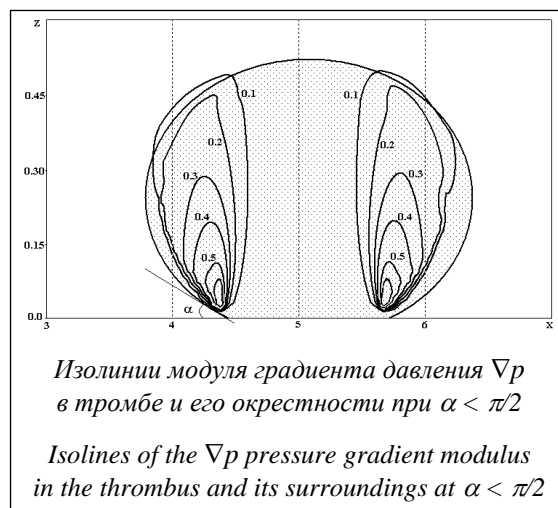 z
0.45
0.30
0.15
0.0
0.1
0.1
0.2
0.2
0.3
0.3
0.4
0.4
0.5
0.5
α
3
4
5
6
x
Изолинии модуля градиента давления ∇p
в тромбе и его окрестности при α < π/2
Isolines of the ∇p pressure gradient modulus
in the thrombus and its surroundings at α < π/2